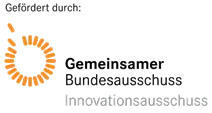 Gefördert durch:
Gemeinsamer
Bundesausschuss
Innovationsausschuss